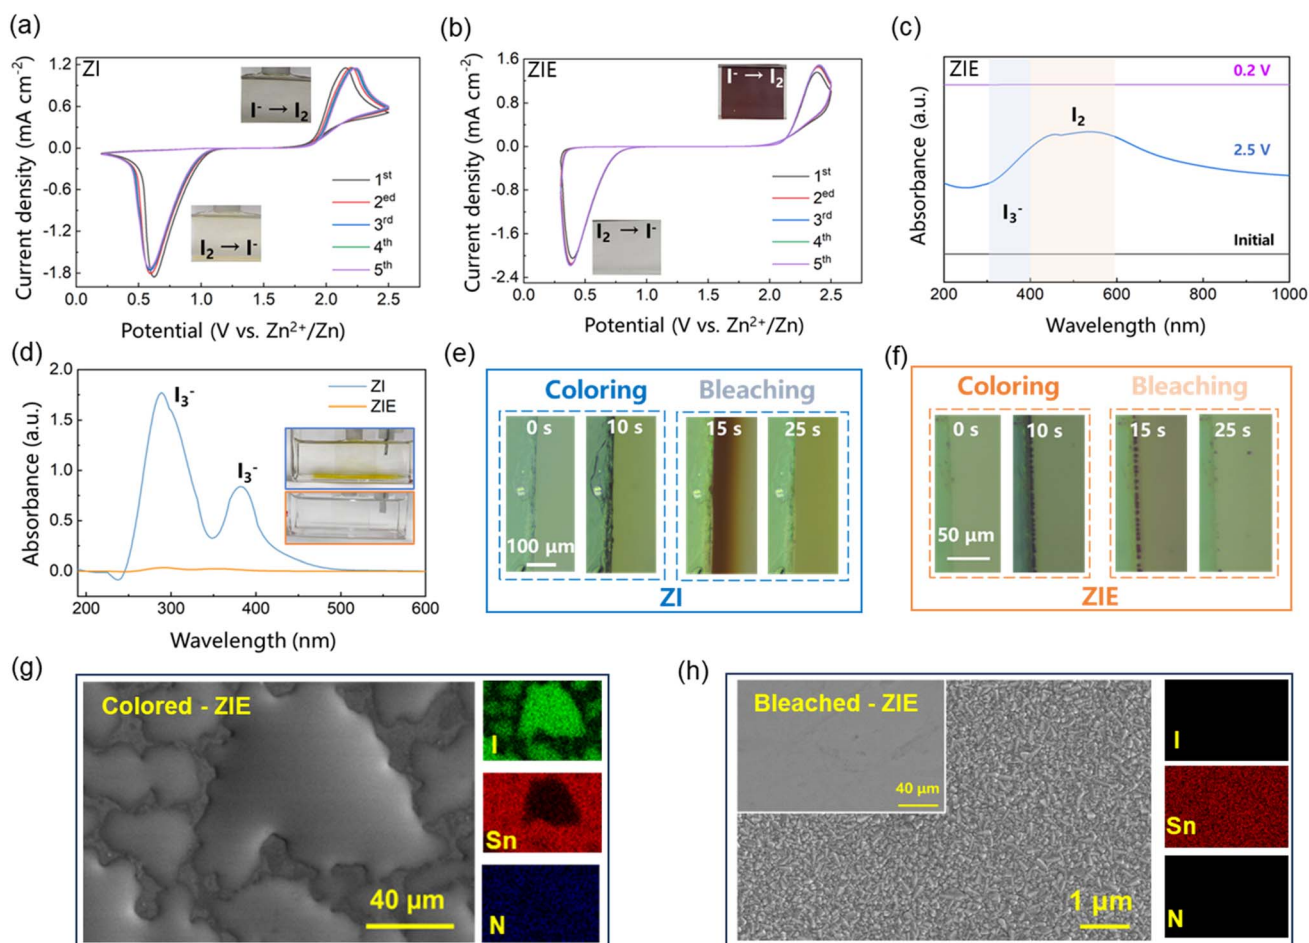 (a)
ZI
Current density (mA cm⁻²)
1.2
0.6
0.0
-0.6
-1.2
-1.8
I⁻ → I₂
I₂ → I⁻
1ˢᵗ
2ᵉᵈ
3ʳᵈ
4ᵗʰ
5ᵗʰ
0.0 0.5 1.0 1.5 2.0 2.5
Potential (V vs. Zn²⁺/Zn)
(b)
ZIE
Current density (mA cm⁻²)
1.6
0.8
0.0
-0.8
-1.6
-2.4
I⁻ → I₂
I₂ → I⁻
1ˢᵗ
2ᵉᵈ
3ʳᵈ
4ᵗʰ
5ᵗʰ
0.0 0.5 1.0 1.5 2.0 2.5
Potential (V vs. Zn²⁺/Zn)
(c)
ZIE
0.2 V
I₂
2.5 V
I₃⁻
Initial
Absorbance (a.u.)
200 400 600 800 1000
Wavelength (nm)
(d)
Absorbance (a.u.)
2.0
1.5
1.0
0.5
0.0
I₃⁻
I₃⁻
ZI
ZIE
200 300 400 500 600
Wavelength (nm)
(e)
Coloring Bleaching
0 s 10 s 15 s 25 s
100 μm
ZI
(f)
Coloring Bleaching
0 s 10 s 15 s 25 s
50 μm
ZIE
(g)
Colored - ZIE
40 μm
I
Sn
N
(h)
Bleached - ZIE
40 μm
1 μm
I
Sn
N